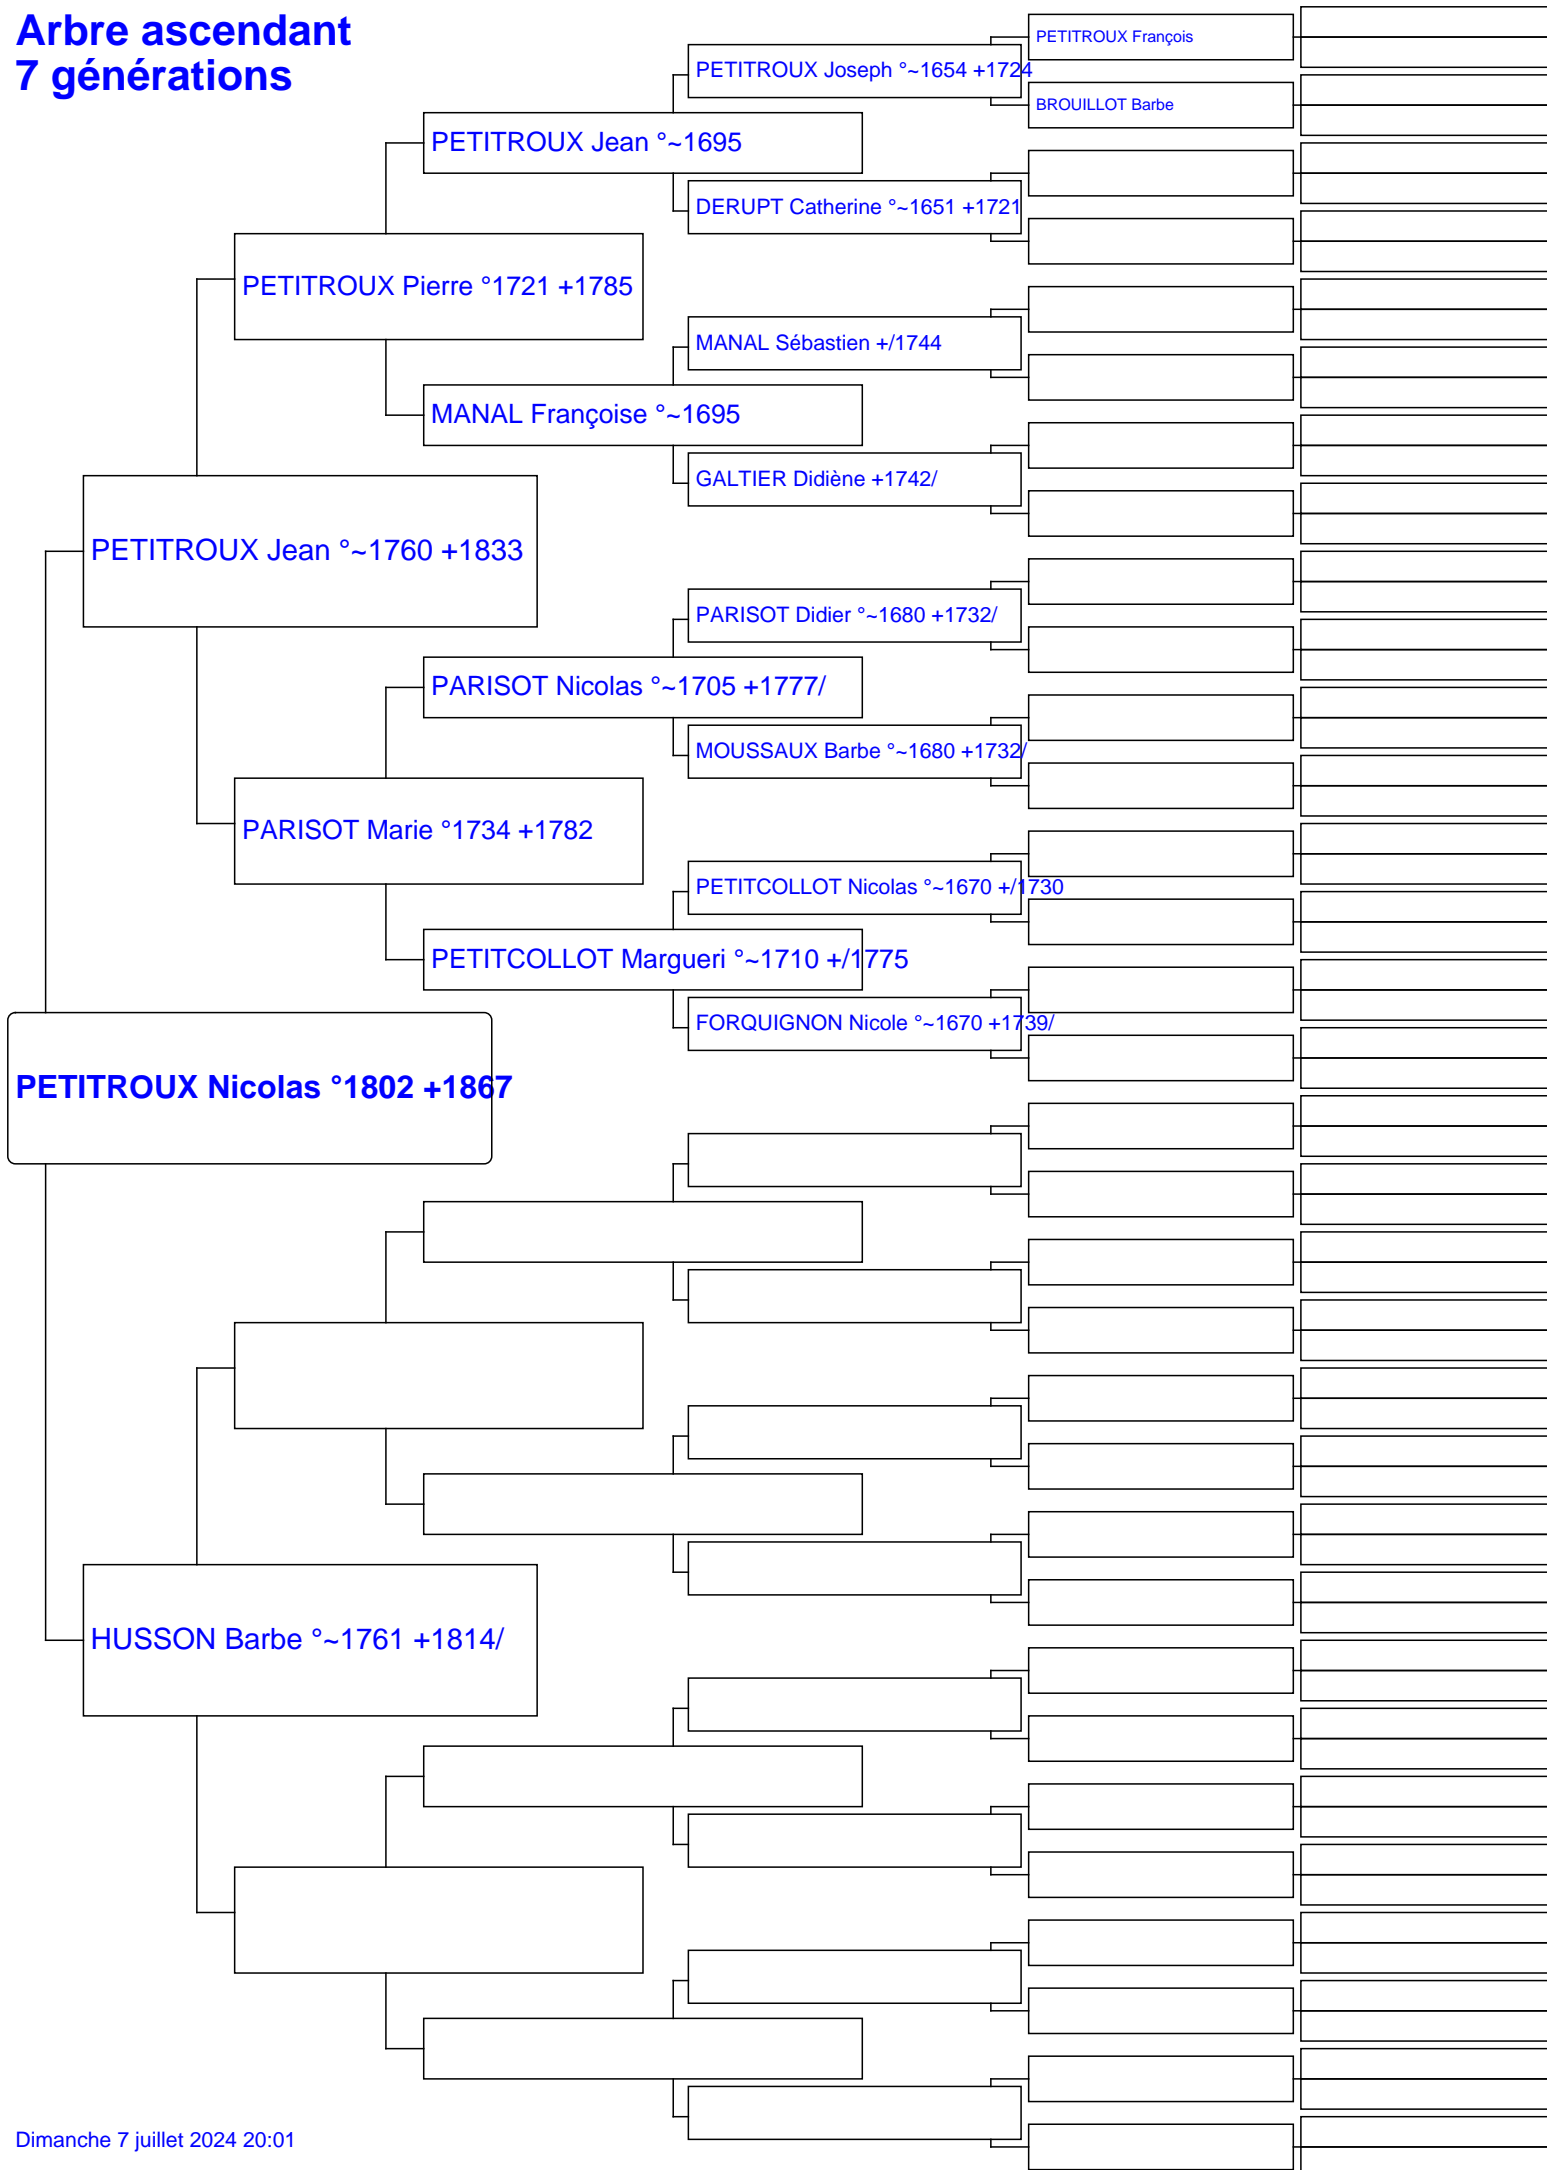 Arbre ascendant
7 générations
PETITROUX François
PETITROUX Joseph °~1654 +1724
BROUILLOT Barbe
PETITROUX Jean °~1695
DERUPT Catherine °~1651 +1721
PETITROUX Pierre °1721 +1785
MANAL Sébastien +/1744
MANAL Françoise °~1695
GALTIER Didiène +1742/
PETITROUX Jean °~1760 +1833
PARISOT Didier °~1680 +1732/
PARISOT Nicolas °~1705 +1777/
MOUSSAUX Barbe °~1680 +1732/
PARISOT Marie °1734 +1782
PETITCOLLOT Nicolas °~1670 +/1730
PETITCOLLOT Margueri °~1710 +/1775
FORQUIGNON Nicole °~1670 +1739/
PETITROUX Nicolas °1802 +1867
HUSSON Barbe °~1761 +1814/
Dimanche 7 juillet 2024 20:01